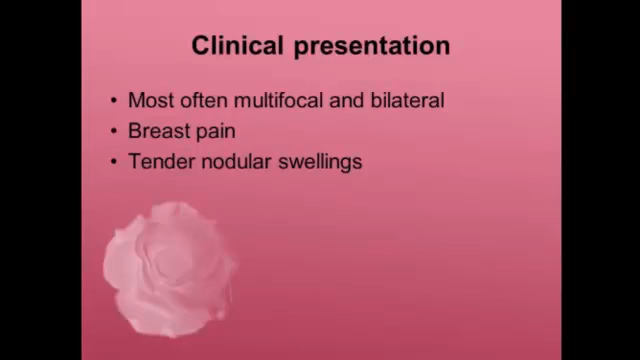 Clinical presentation
• Most often multifocal and bilateral
• Breast pain
• Tender nodular swellings